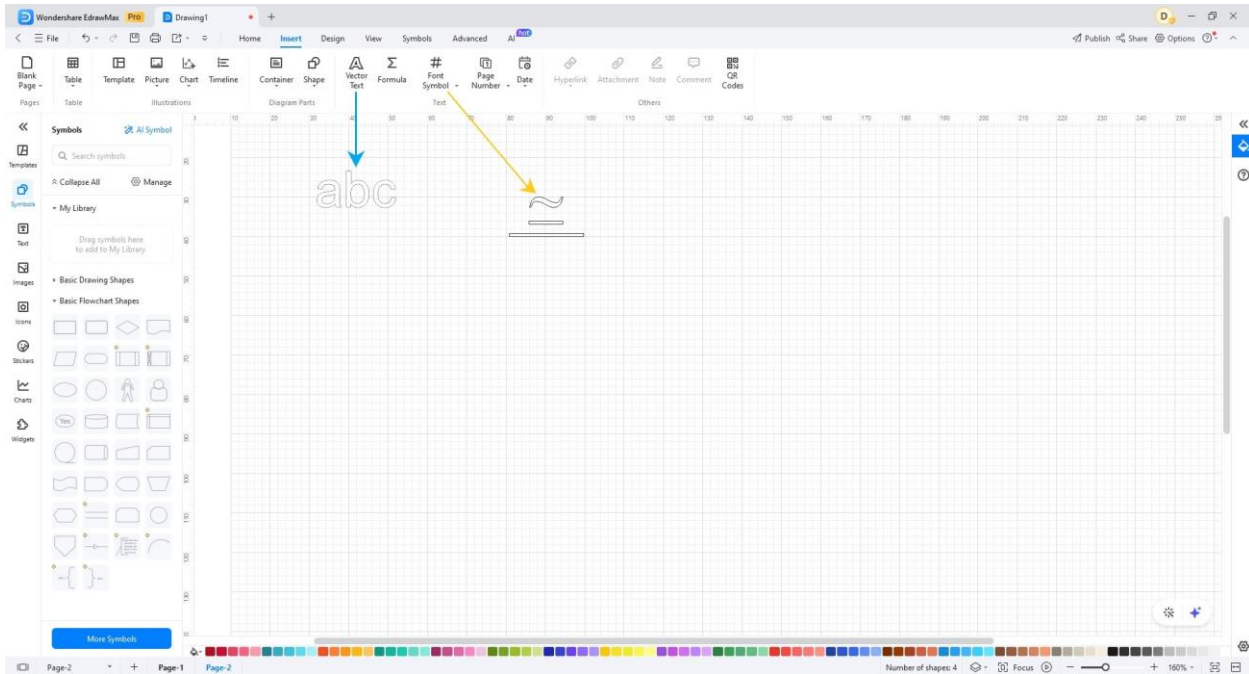 Wondershare EdrawMax Pro Drawing1
File Home Insert Design View Symbols Advanced AI hot Publish Share Options
Blank Page Table Template Picture Chart Timeline Container Shape Vector Text Formula Font Symbol Page Number Date Hyperlink Attachment Note Comment QR Codes
Pages Table Illustrations Diagram Parts Text Others
Symbols AI Symbol
Search symbols
Collapse All Manage
My Library
Drag symbols here
to add to My Library
Basic Drawing Shapes
Basic Flowchart Shapes
Yes
More Symbols
Templates
Symbols
Text
Images
Icons
Stickers
Charts
Widgets
abc
Page-2 Page-1 Page-2 Number of shapes: 4 Focus 160%